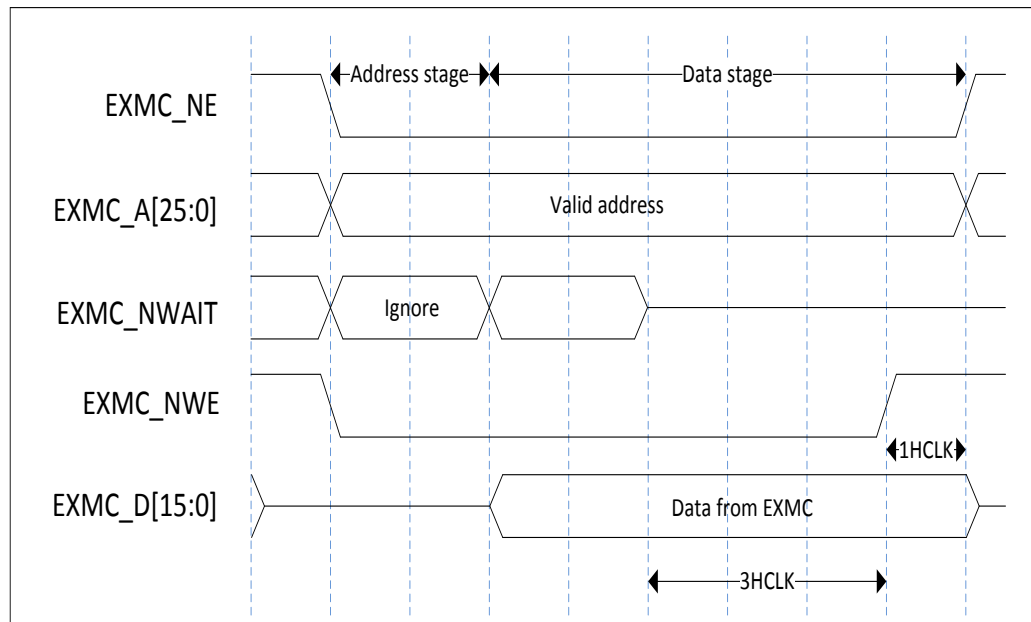 Address stage
Data stage
EXMC_NE
EXMC_A[25:0]
Valid address
EXMC_NWAIT
Ignore
EXMC_NWE
1HCLK
EXMC_D[15:0]
Data from EXMC
3HCLK